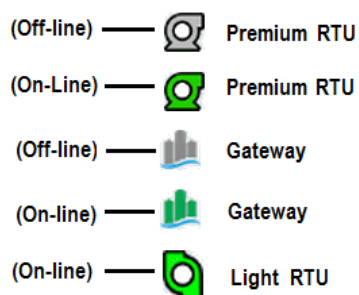 (Off-line) Premium RTU
(On-Line) Premium RTU
(Off-line) Gateway
(On-line) Gateway
(On-line) Light RTU